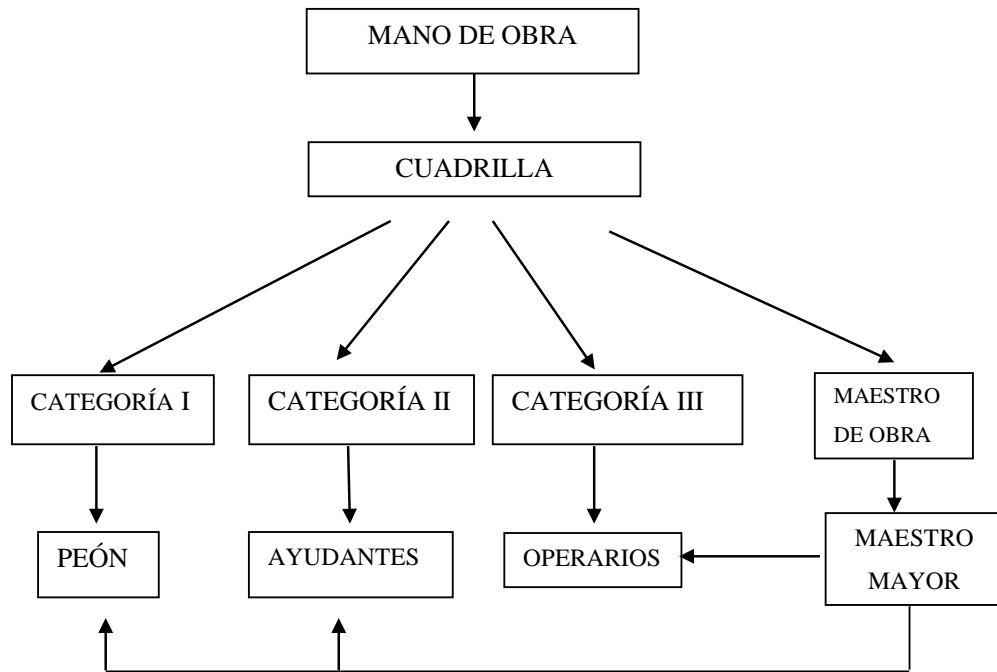 MANO DE OBRA
CUADRILLA
CATEGORÍA I
CATEGORÍA II
CATEGORÍA III
MAESTRO
DE OBRA
PEÓN
AYUDANTES
OPERARIOS
MAESTRO
MAYOR